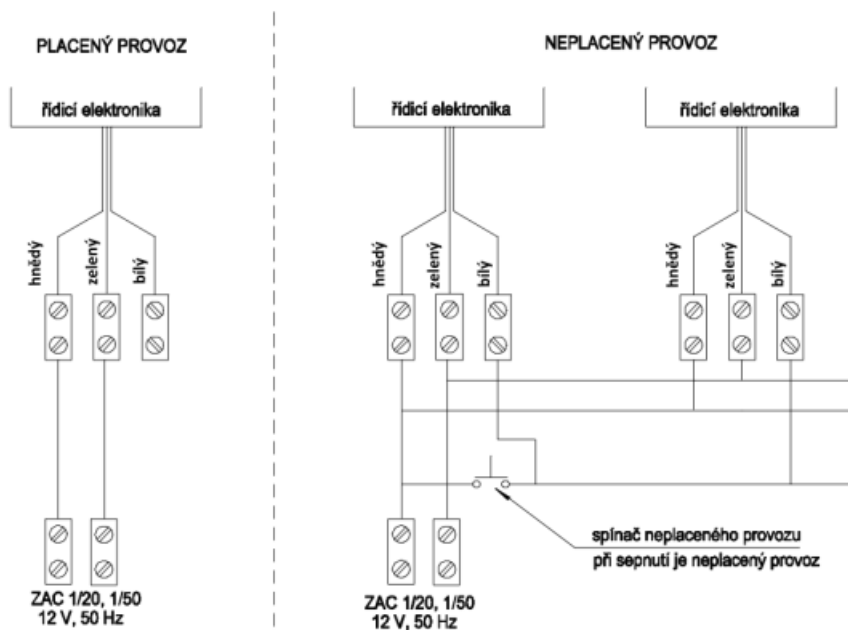 PLACENÝ PROVOZ
řídicí elektronika
hnědý
zelený
bílý
ZAC 1/20, 1/50
12 V, 50 Hz
NEPLACENÝ PROVOZ
řídicí elektronika
řídicí elektronika
hnědý
zelený
bílý
hnědý
zelený
bílý
spínač neplaceného provozu
při sepnutí je neplacený provoz
ZAC 1/20, 1/50
12 V, 50 Hz